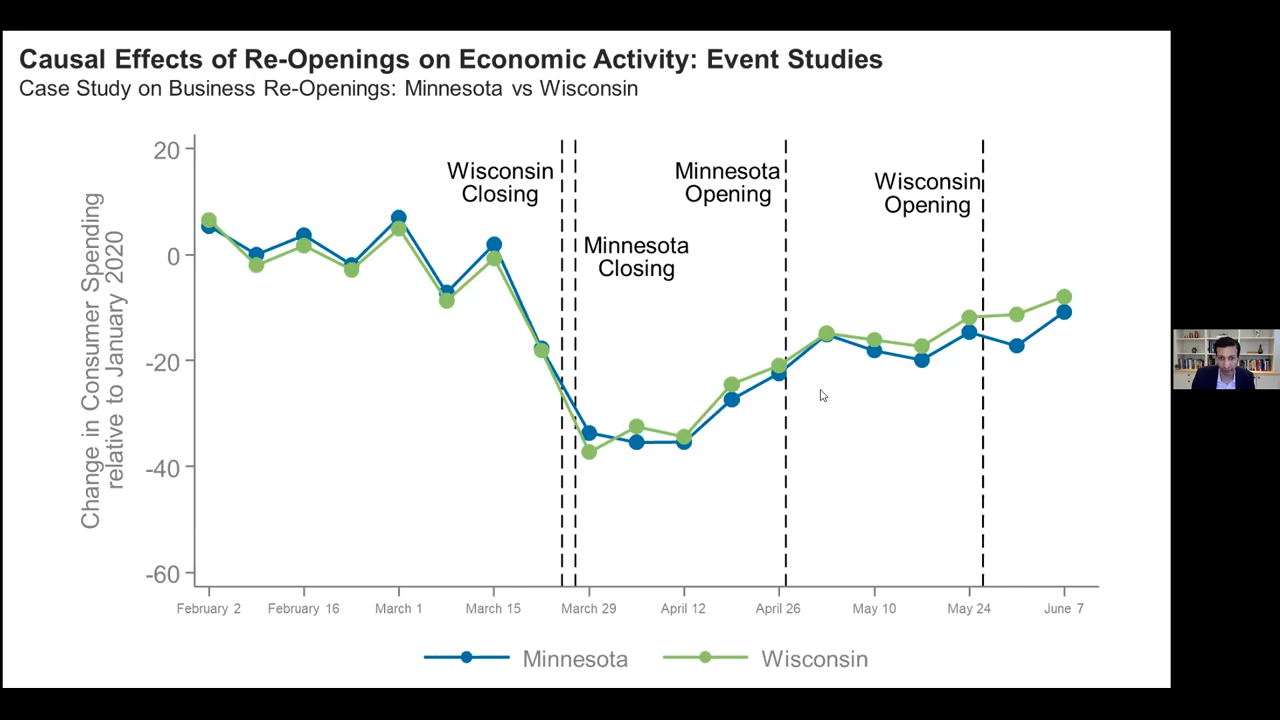 Causal Effects of Re-Openings on Economic Activity: Event Studies
Case Study on Business Re-Openings: Minnesota vs Wisconsin
Change in Consumer Spending
relative to January 2020
20
0
-20
-40
-60
Wisconsin
Closing
Minnesota
Closing
Minnesota
Opening
Wisconsin
Opening
February 2
February 16
March 1
March 15
March 29
April 12
April 26
May 10
May 24
June 7
Minnesota
Wisconsin